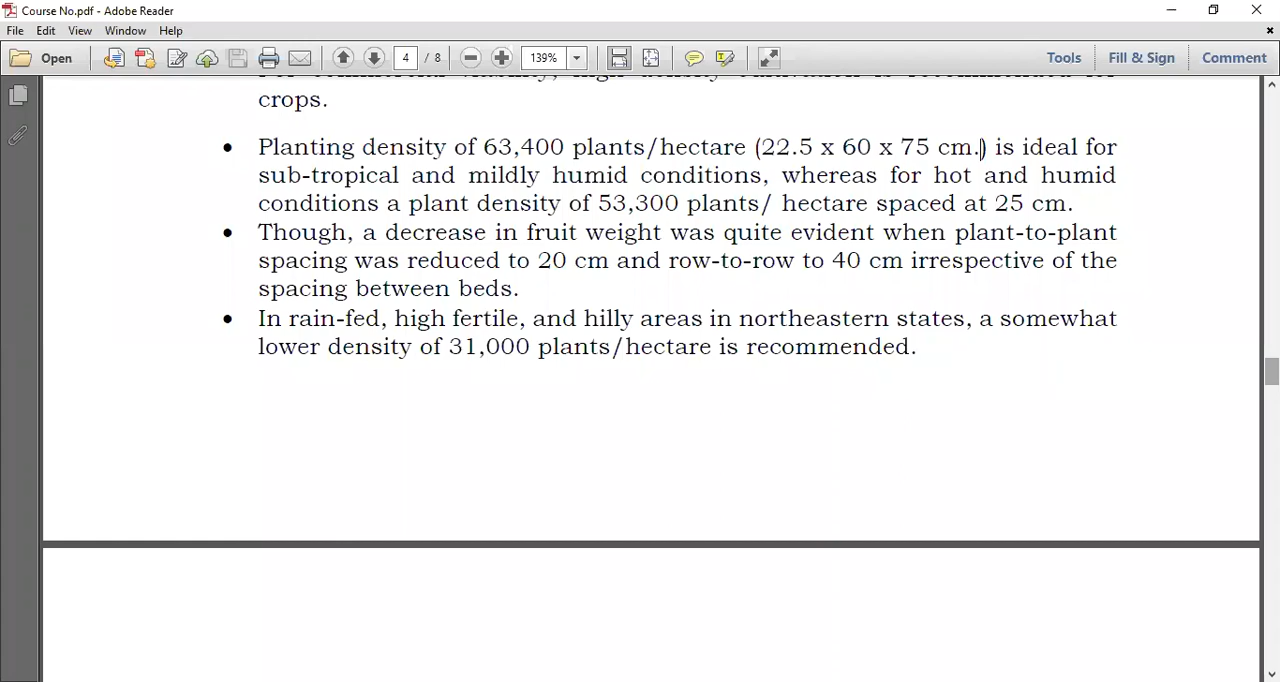 Course No.pdf - Adobe Reader
File Edit View Window Help
Open 4 / 8 139% Tools Fill & Sign Comment
crops.
• Planting density of 63,400 plants/hectare (22.5 x 60 x 75 cm.) is ideal for
sub-tropical and mildly humid conditions, whereas for hot and humid
conditions a plant density of 53,300 plants/ hectare spaced at 25 cm.
• Though, a decrease in fruit weight was quite evident when plant-to-plant
spacing was reduced to 20 cm and row-to-row to 40 cm irrespective of the
spacing between beds.
• In rain-fed, high fertile, and hilly areas in northeastern states, a somewhat
lower density of 31,000 plants/hectare is recommended.